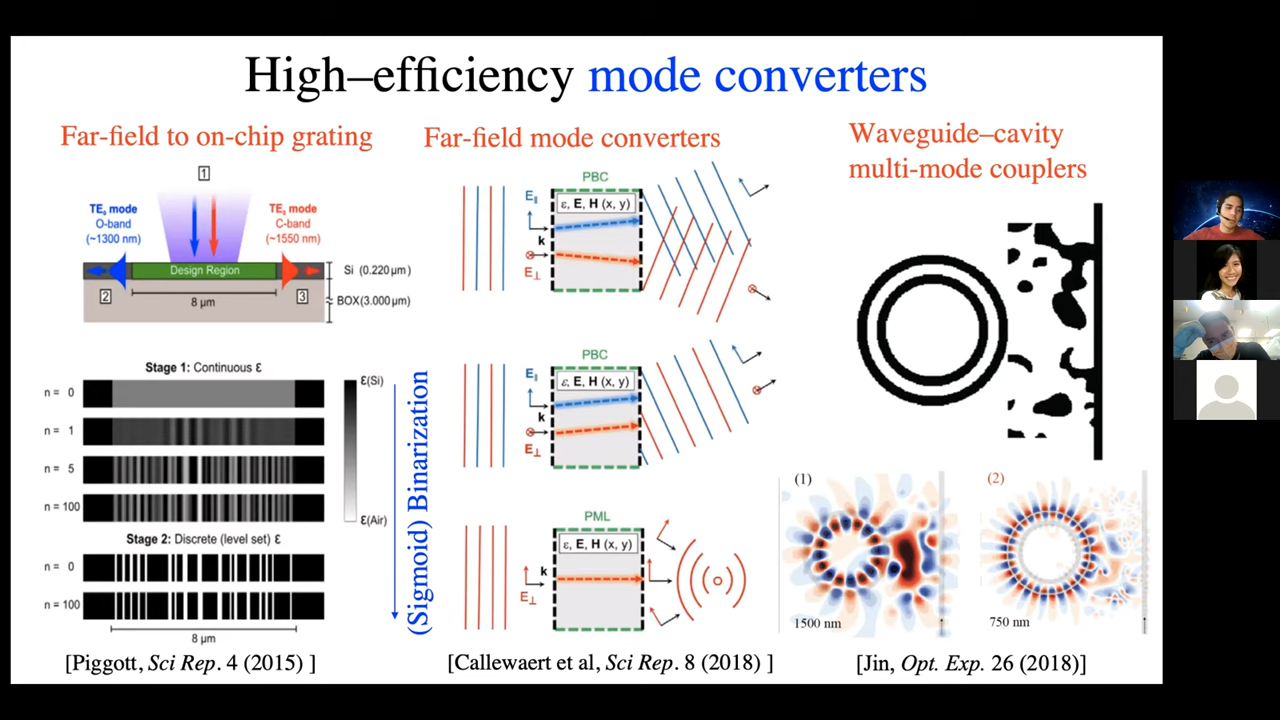 High–efficiency mode converters
Far-field to on-chip grating
1
TE₀ mode
O-band
(~1300 nm)
TE₀ mode
C-band
(~1550 nm)
Design Region
Si (0.220 µm)
2
8 µm
3
BOX(3.000 µm)
Stage 1: Continuous ε
n = 0
n = 1
n = 5
n = 100
ε(Si)
ε(Air)
Stage 2: Discrete (level set) ε
n = 0
n = 100
8 µm
(Sigmoid) Binarization
[Piggott, Sci Rep. 4 (2015) ]
Far-field mode converters
PBC
E∥
ε, E, H (x, y)
k
E⊥
PBC
E∥
ε, E, H (x, y)
k
E⊥
PML
ε, E, H (x, y)
k
E⊥
[Callewaert et al, Sci Rep. 8 (2018) ]
Waveguide–cavity
multi-mode couplers
(1)
1500 nm
(2)
750 nm
[Jin, Opt. Exp. 26 (2018)]